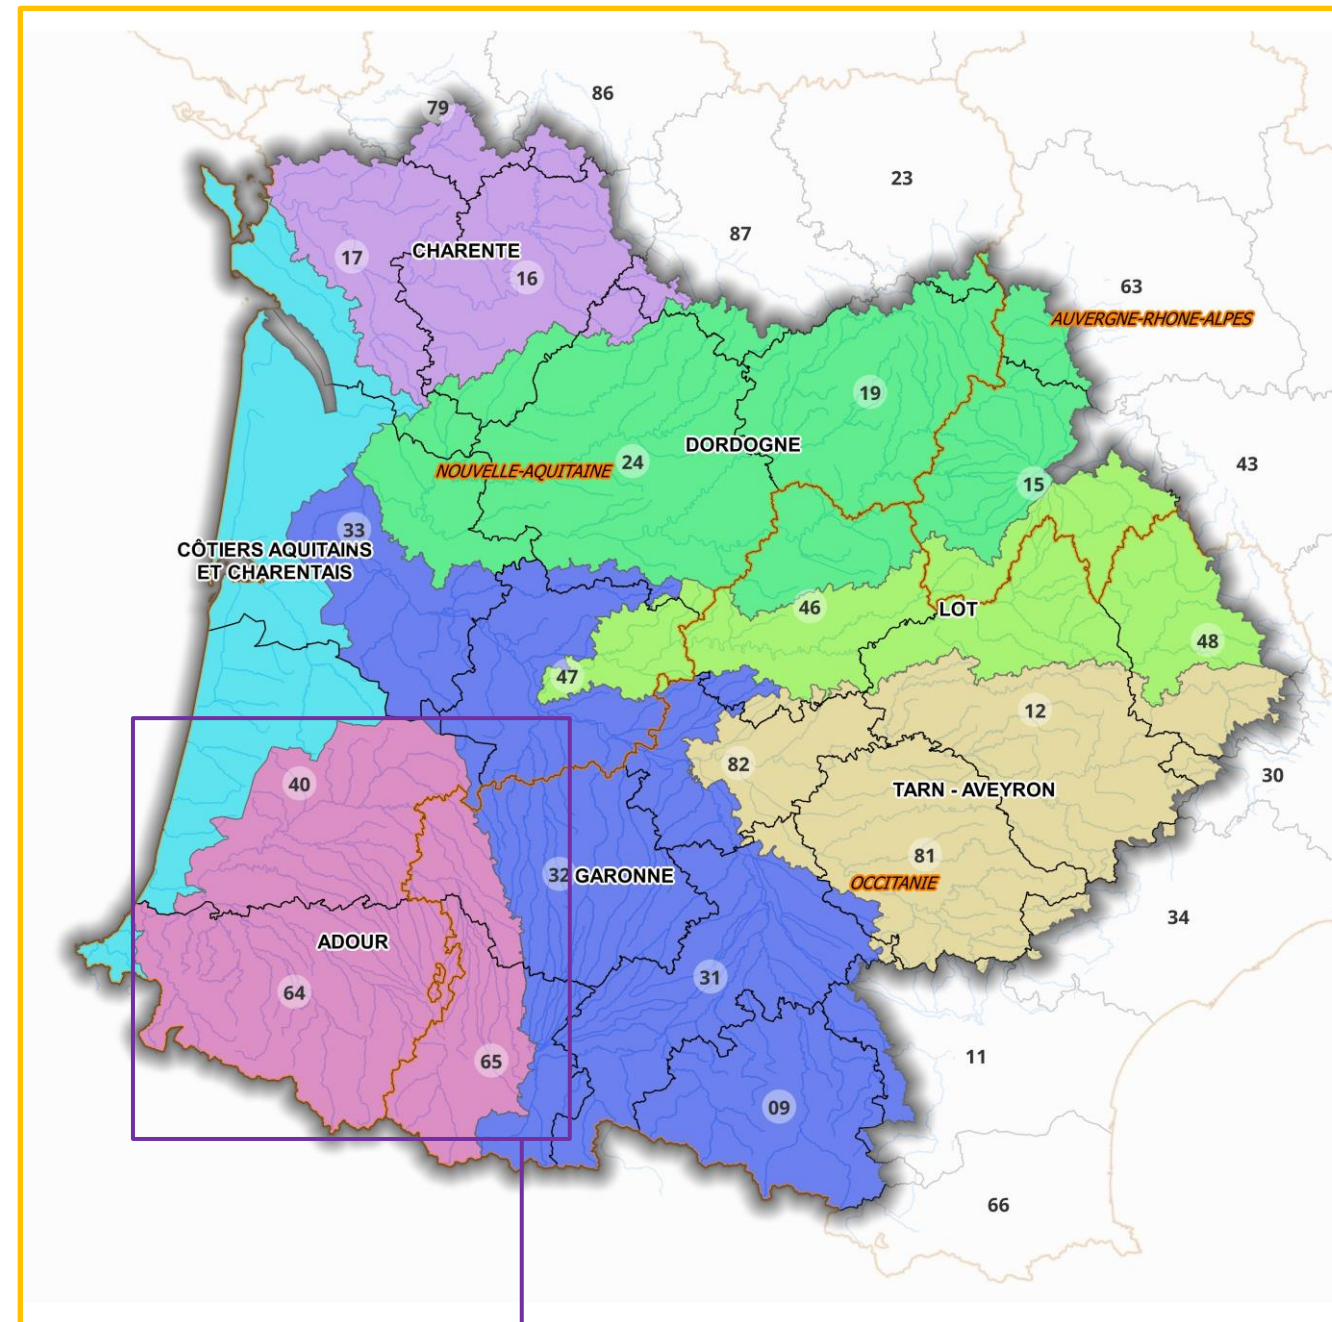 86
79
23
87
17
CHARENTE
16
63
AUVERGNE-RHONE-ALPES
19
DORDOGNE
24
NOUVELLE-AQUITAINE
43
15
33
CÔTIERS AQUITAINS
ET CHARENTAIS
46
LOT
48
47
12
82
40
30
TARN - AVEYRON
81
OCCITANIE
32
GARONNE
34
ADOUR
31
64
65
11
09
66